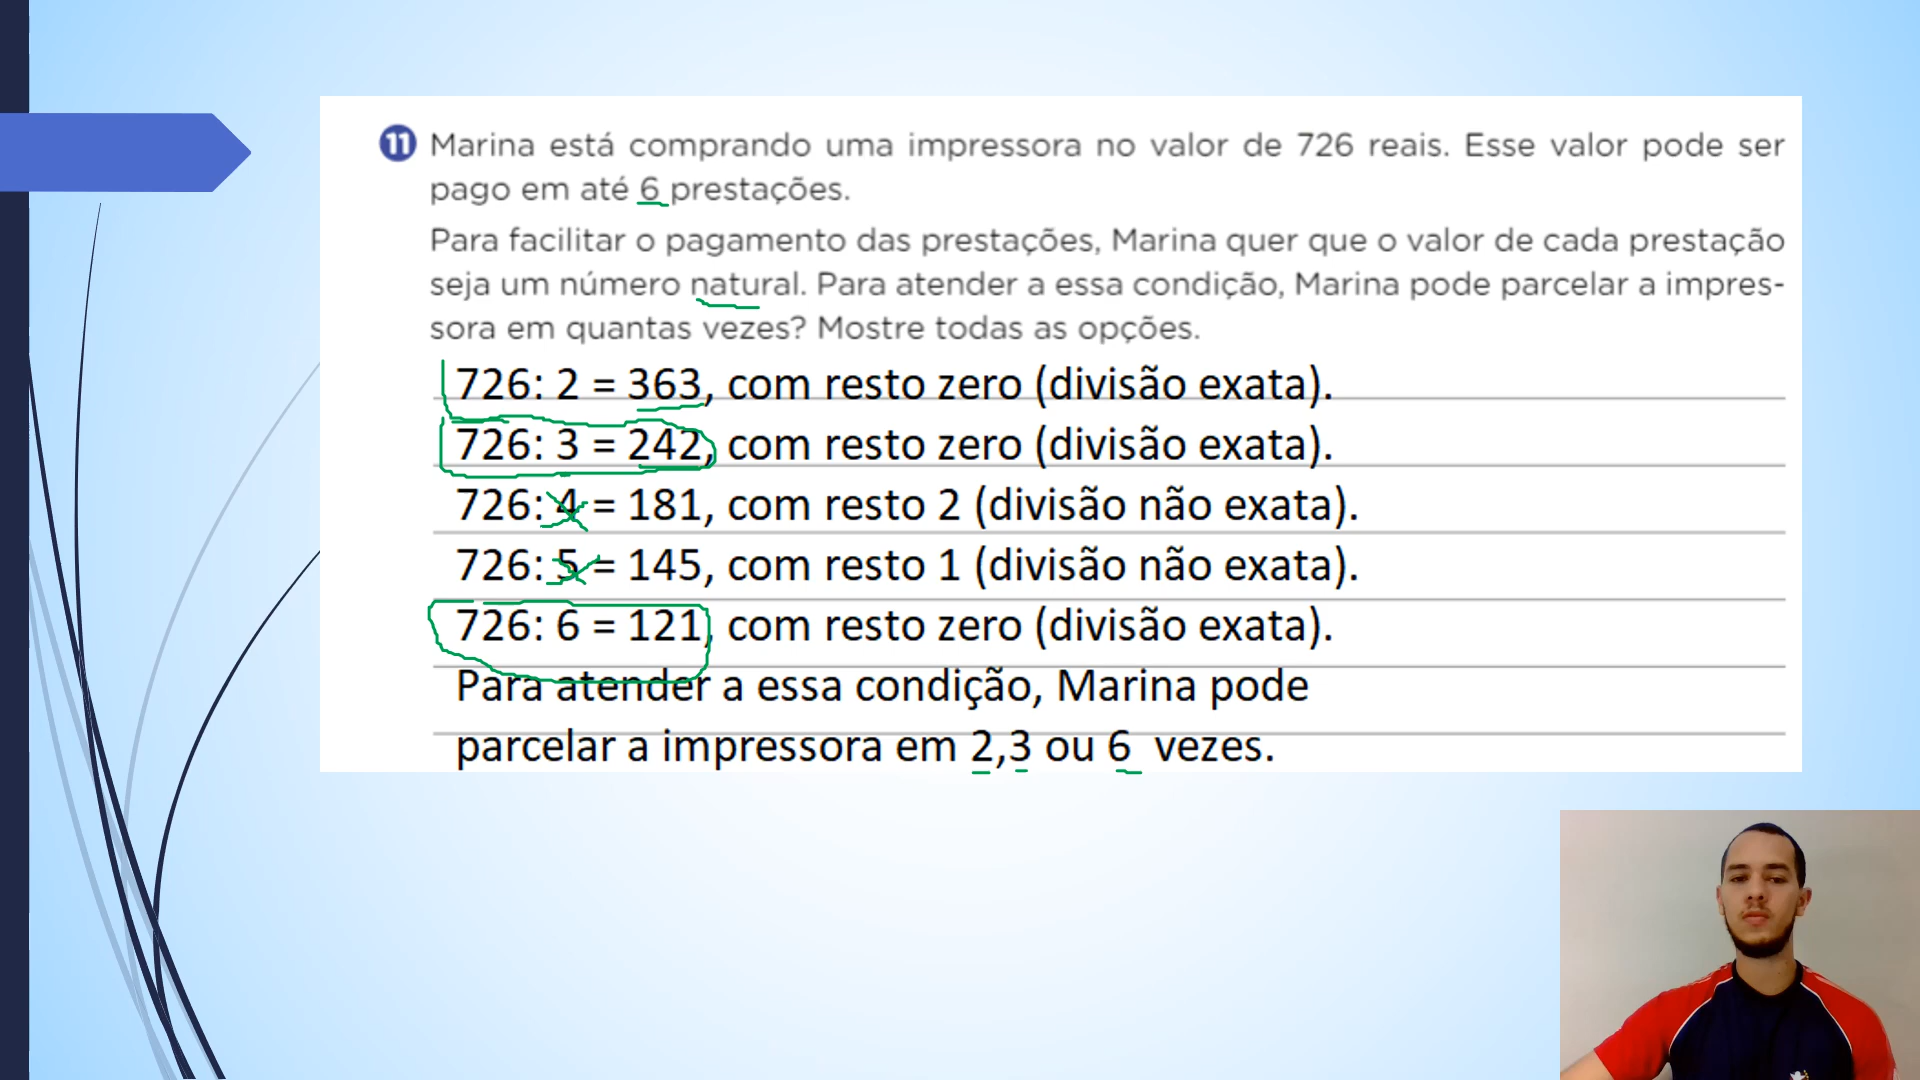 11 Marina está comprando uma impressora no valor de 726 reais. Esse valor pode ser
pago em até 6 prestações.
Para facilitar o pagamento das prestações, Marina quer que o valor de cada prestação
seja um número natural. Para atender a essa condição, Marina pode parcelar a impres-
sora em quantas vezes? Mostre todas as opções.
726: 2 = 363, com resto zero (divisão exata).
726: 3 = 242, com resto zero (divisão exata).
726: 4 = 181, com resto 2 (divisão não exata).
726: 5 = 145, com resto 1 (divisão não exata).
726: 6 = 121, com resto zero (divisão exata).
Para atender a essa condição, Marina pode
parcelar a impressora em 2,3 ou 6 vezes.